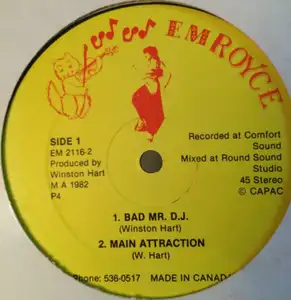 EMROYCE
SIDE 1
EM 2116-2
Produced by
Winston Hart
M A 1982
P4
Recorded at Comfort
Sound
Mixed at Round Sound
Studio
45 Stereo
© CAPAC
1. BAD MR. D.J.
(Winston Hart)
2. MAIN ATTRACTION
(W. Hart)
Phone: 536-0517 MADE IN CANADA